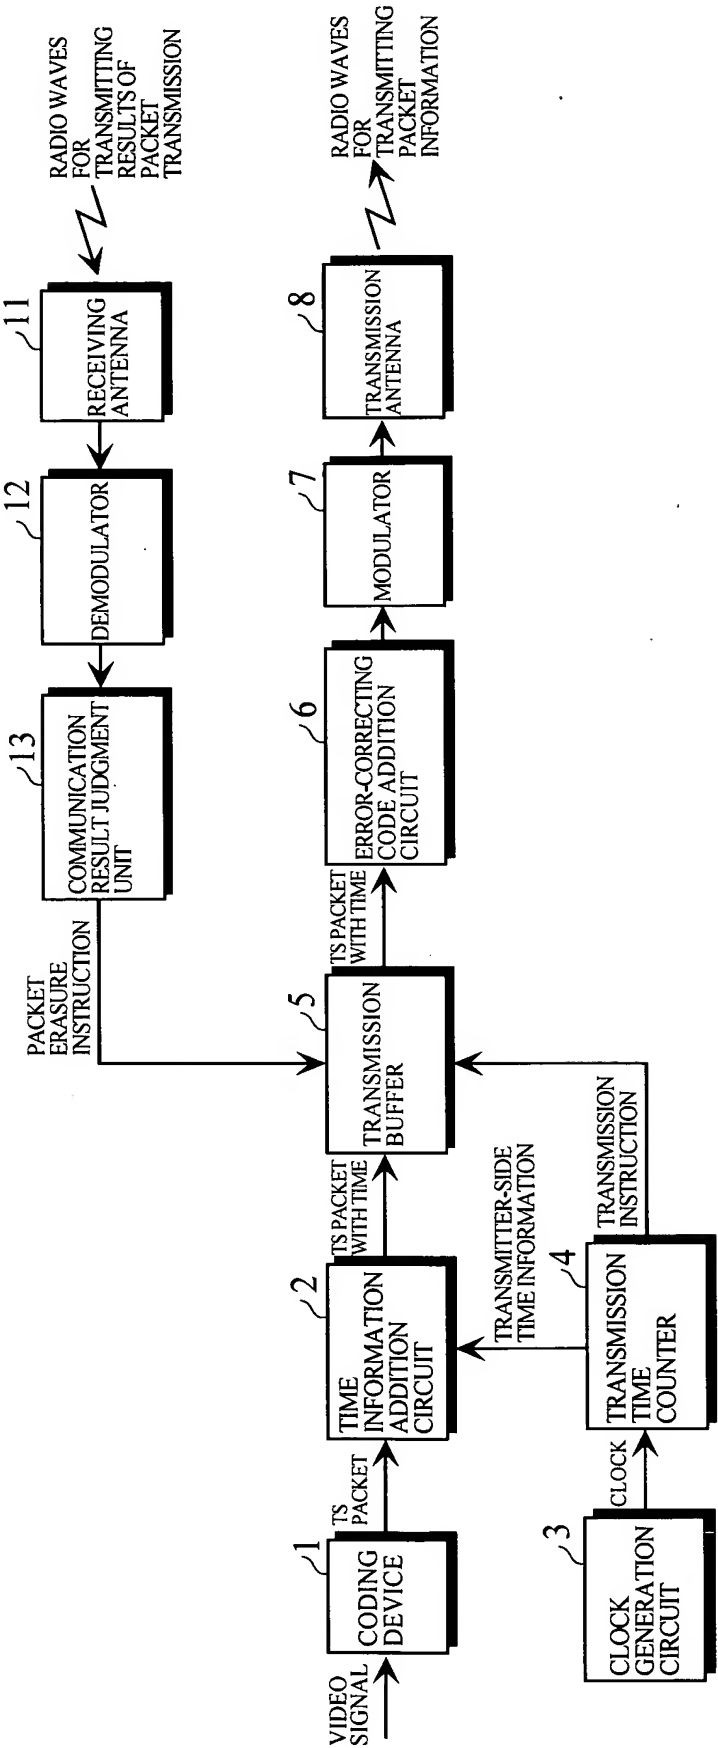 RADIO WAVES
FOR
TRANSMITTING
RESULTS OF
PACKET
TRANSMISSION
11
RECEIVING
ANTENNA
12
DEMODULATOR
13
COMMUNICATION
RESULT JUDGMENT
UNIT
PACKET
ERASURE
INSTRUCTION
VIDEO
SIGNAL
1
CODING
DEVICE
TS
PACKET
2
TIME
INFORMATION
ADDITION
CIRCUIT
TS PACKET
WITH TIME
5
TRANSMISSION
BUFFER
TS PACKET
WITH TIME
6
ERROR-CORRECTING
CODE ADDITION
CIRCUIT
7
MODULATOR
8
TRANSMISSION
ANTENNA
RADIO WAVES
FOR
TRANSMITTING
PACKET
INFORMATION
3
CLOCK
GENERATION
CIRCUIT
CLOCK
4
TRANSMISSION
TIME
COUNTER
TRANSMITTER-SIDE
TIME INFORMATION
TRANSMISSION
INSTRUCTION